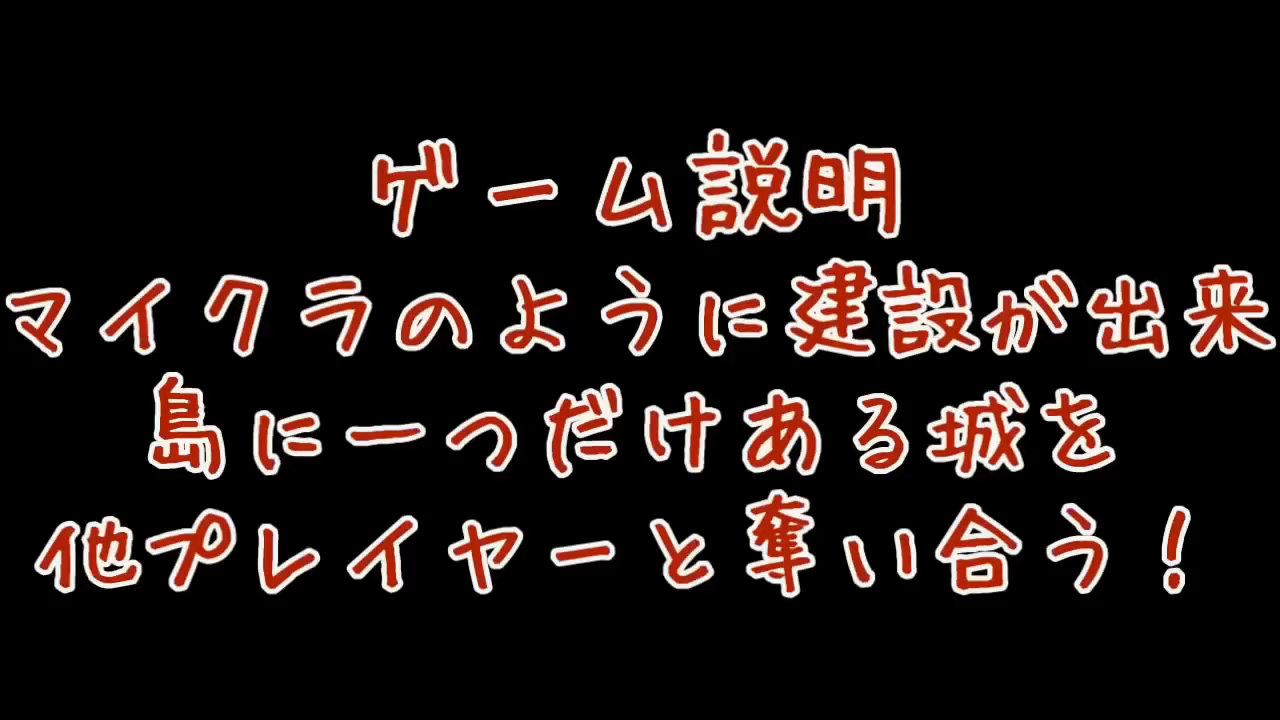 ゲーム説明
マイクラのように建設が出来
島に一つだけある城を
他プレイヤーと奪い合う！